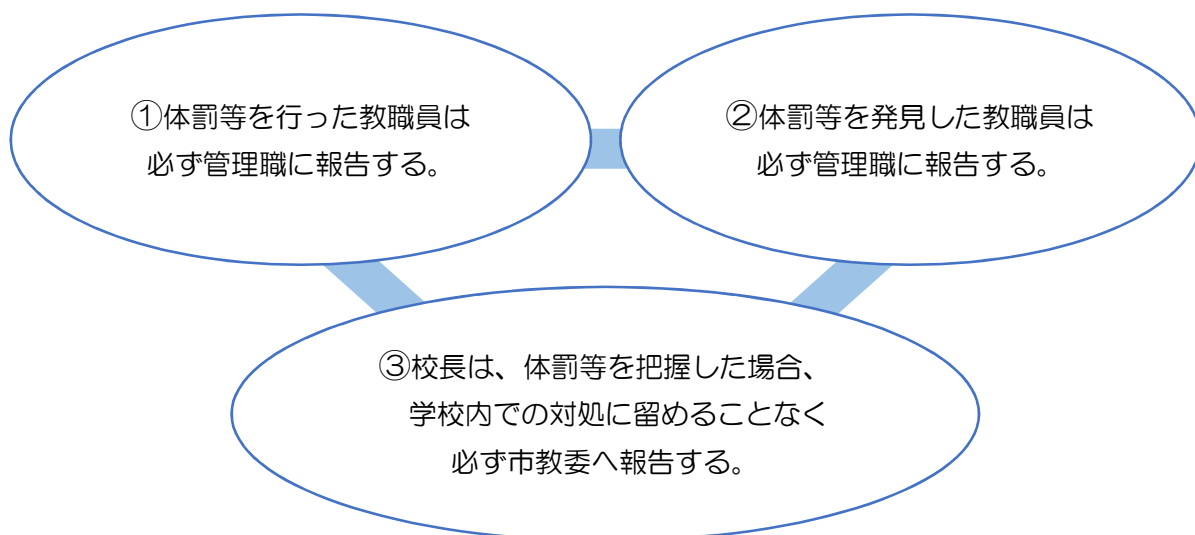 ①体罰等を行った教職員は
必ず管理職に報告する。
②体罰等を発見した教職員は
必ず管理職に報告する。
③校長は、体罰等を把握した場合、
学校内での対処に留めることなく
必ず市教委へ報告する。